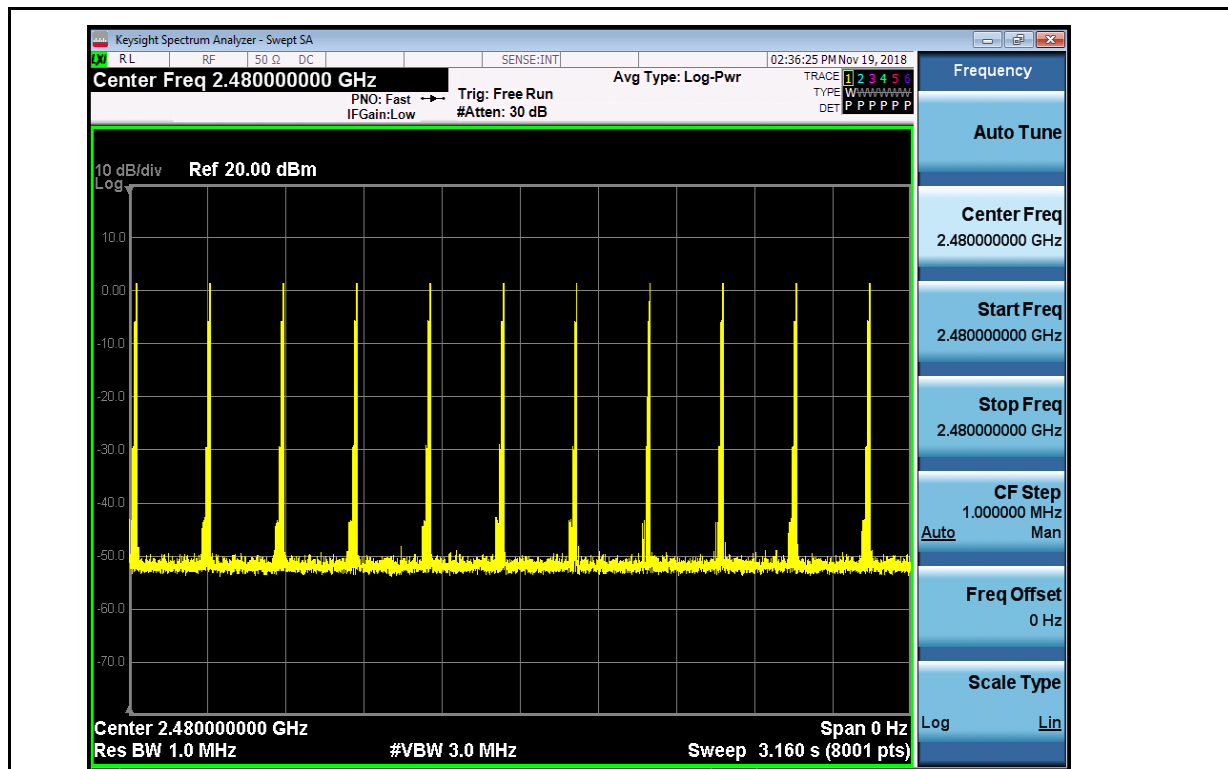 Keysight Spectrum Analyzer - Swept SA
LXI RL RF 50 Ω DC SENSE:INT 02:36:25 PM Nov 19, 2018
Center Freq 2.480000000 GHz
PNO: Fast
IFGain:Low
Trig: Free Run
#Atten: 30 dB
Avg Type: Log-Pwr
TRACE 1 2 3 4 5 6
TYPE WWWWWW
DET P P P P P P
10 dB/div Ref 20.00 dBm
Log
10.0
0.00
-10.0
-20.0
-30.0
-40.0
-50.0
-60.0
-70.0
Center 2.480000000 GHz Span 0 Hz
Res BW 1.0 MHz #VBW 3.0 MHz Sweep 3.160 s (8001 pts)
Frequency
Auto Tune
Center Freq
2.480000000 GHz
Start Freq
2.480000000 GHz
Stop Freq
2.480000000 GHz
CF Step
1.000000 MHz
Auto Man
Freq Offset
0 Hz
Scale Type
Log Lin